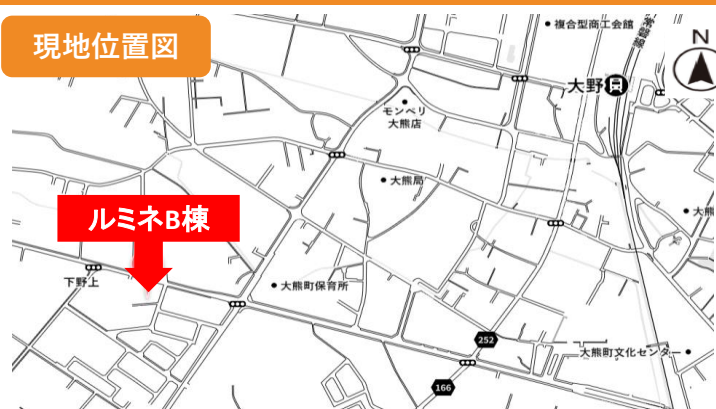 現地位置図
複合型商工会館
N
大野
モンベリ
大熊店
大熊局
ルミネB棟
下野上
大熊町保育所
252
大熊町文化センター
166